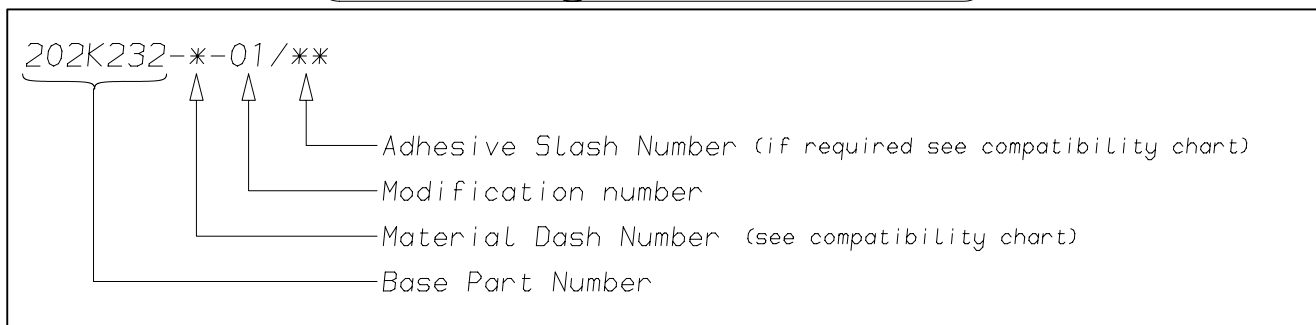 202K232-*-01/**
Adhesive Slash Number (if required see compatibility chart)
Modification number
Material Dash Number (see compatibility chart)
Base Part Number